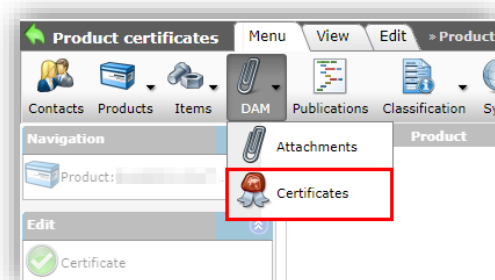 Product certificates Menu View Edit » Product
Contacts Products Items DAM Publications Classification
Navigation Product
Attachments
Product:
Certificates
Edit
Certificate